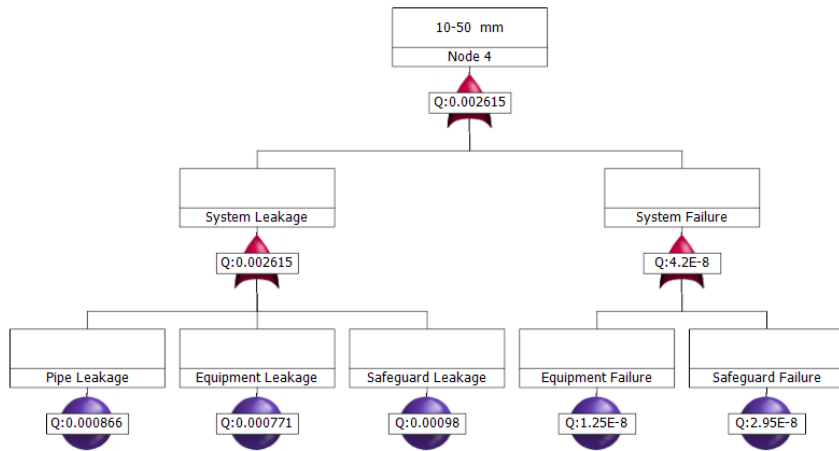 10-50 mm
Node 4
Q:0.002615
System Leakage
System Failure
Q:0.002615
Q:4.2E-8
Pipe Leakage
Equipment Leakage
Safeguard Leakage
Equipment Failure
Safeguard Failure
Q:0.000866
Q:0.000771
Q:0.00098
Q:1.25E-8
Q:2.95E-8